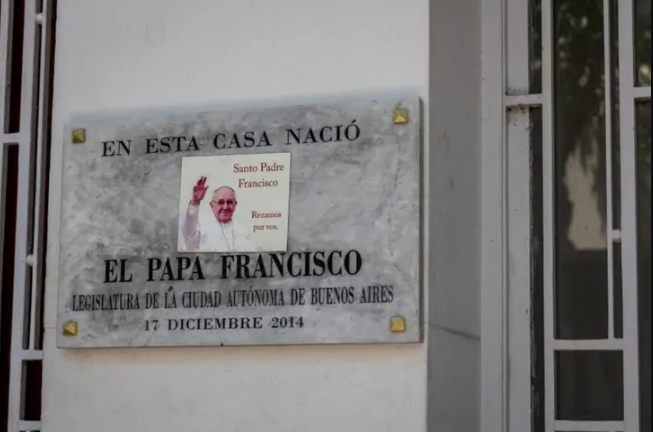 EN ESTA CASA NACIÓ
Santo Padre
Francisco
Rezamos
por vos.
EL PAPA FRANCISCO
LEGISLATURA DE LA CIUDAD AUTÓNOMA DE BUENOS AIRES
17 DICIEMBRE 2014